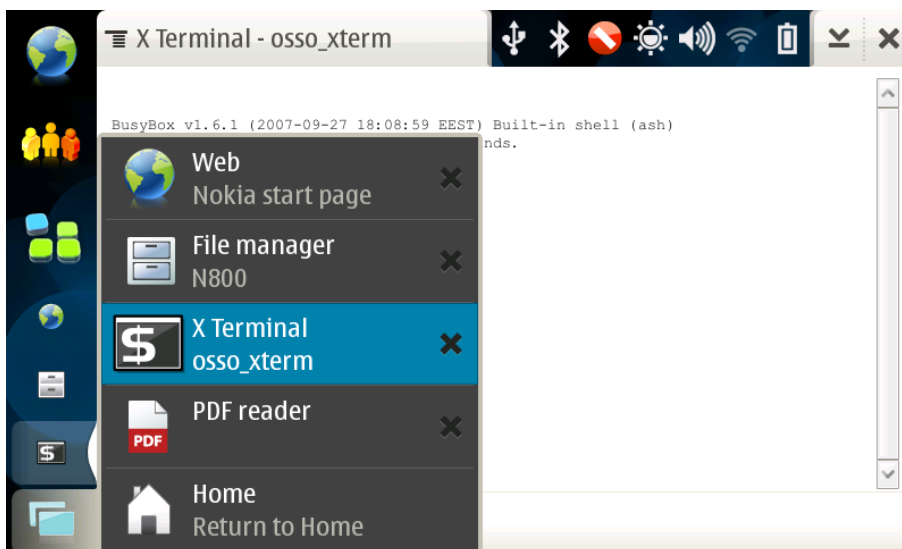 X Terminal - osso_xterm
BusyBox v1.6.1 (2007-09-27 18:08:59 EEST) Built-in shell (ash)
nds.
Web
Nokia start page
File manager
N800
$
X Terminal
osso_xterm
PDF
PDF reader
$
Home
Return to Home